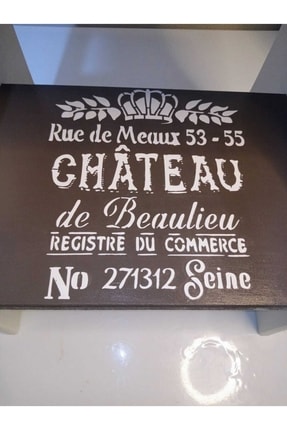 Rue de Meaux 53 - 55
CHÂTEAU
de Beaulieu
REGISTRE DU COMMERCE
No 271312 Seine